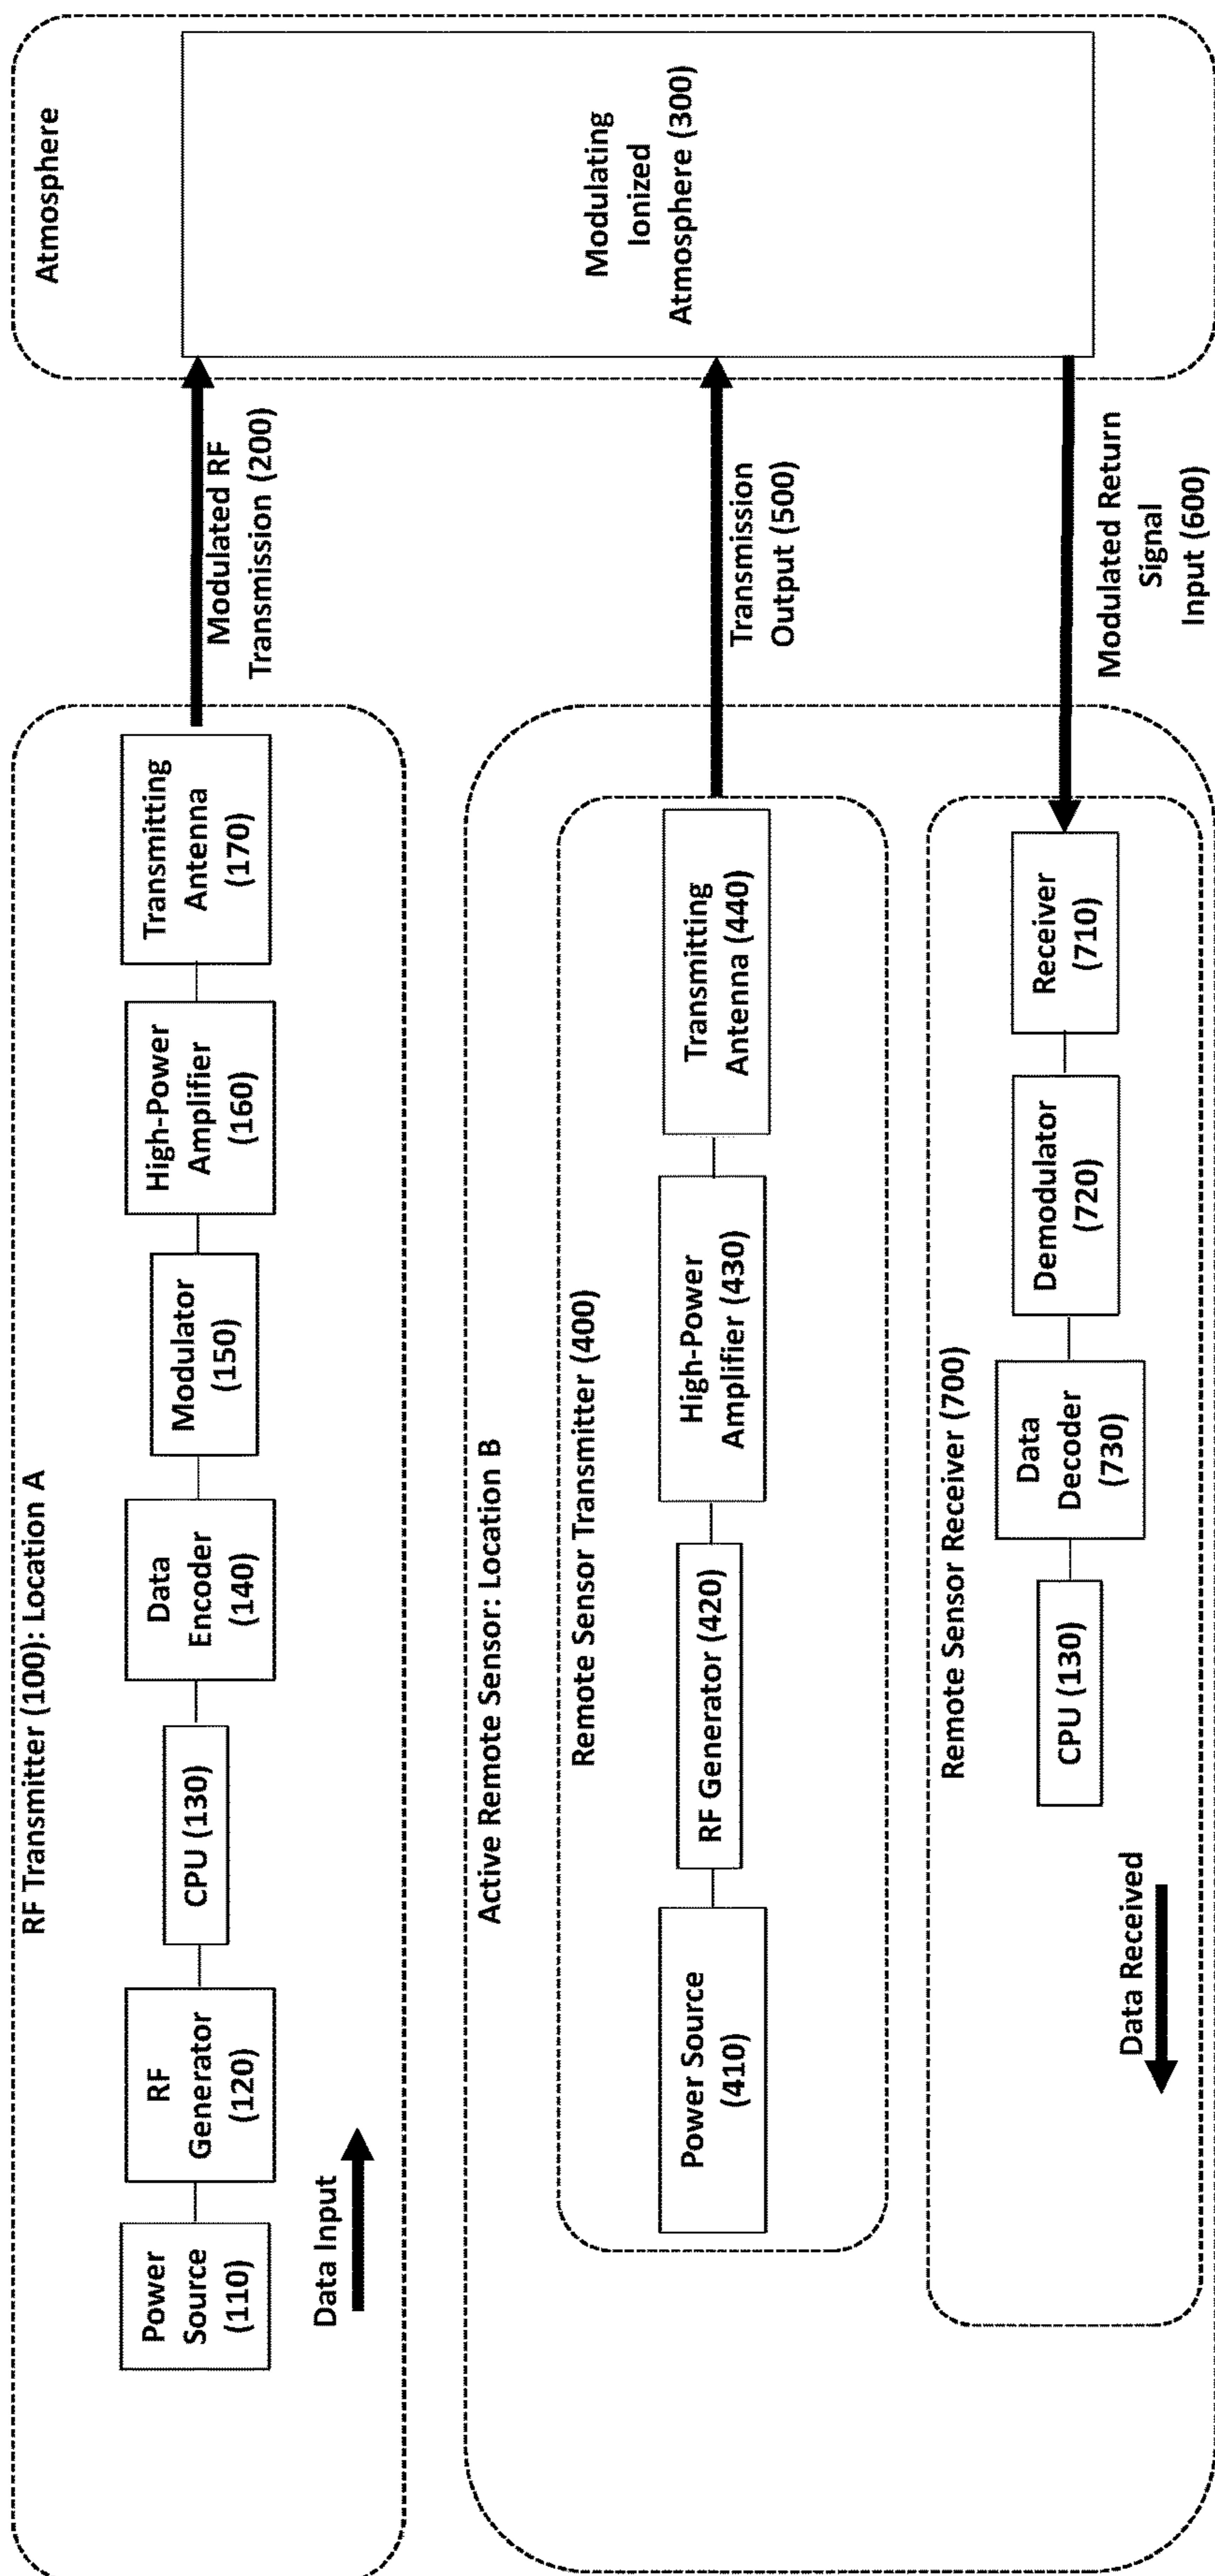 RF Transmitter (100): Location A
Power
Source
(110)
RF
Generator
(120)
CPU (130)
Data
Encoder
(140)
Modulator
(150)
High-Power
Amplifier
(160)
Transmitting
Antenna
(170)
Data Input
Modulated RF
Transmission (200)
Atmosphere
Modulating
Ionized
Atmosphere (300)
Active Remote Sensor: Location B
Remote Sensor Transmitter (400)
Power Source
(410)
RF Generator (420)
High-Power
Amplifier (430)
Transmitting
Antenna (440)
Transmission
Output (500)
Remote Sensor Receiver (700)
CPU (130)
Data
Decoder
(730)
Demodulator
(720)
Receiver
(710)
Modulated Return
Signal
Input (600)
Data Received